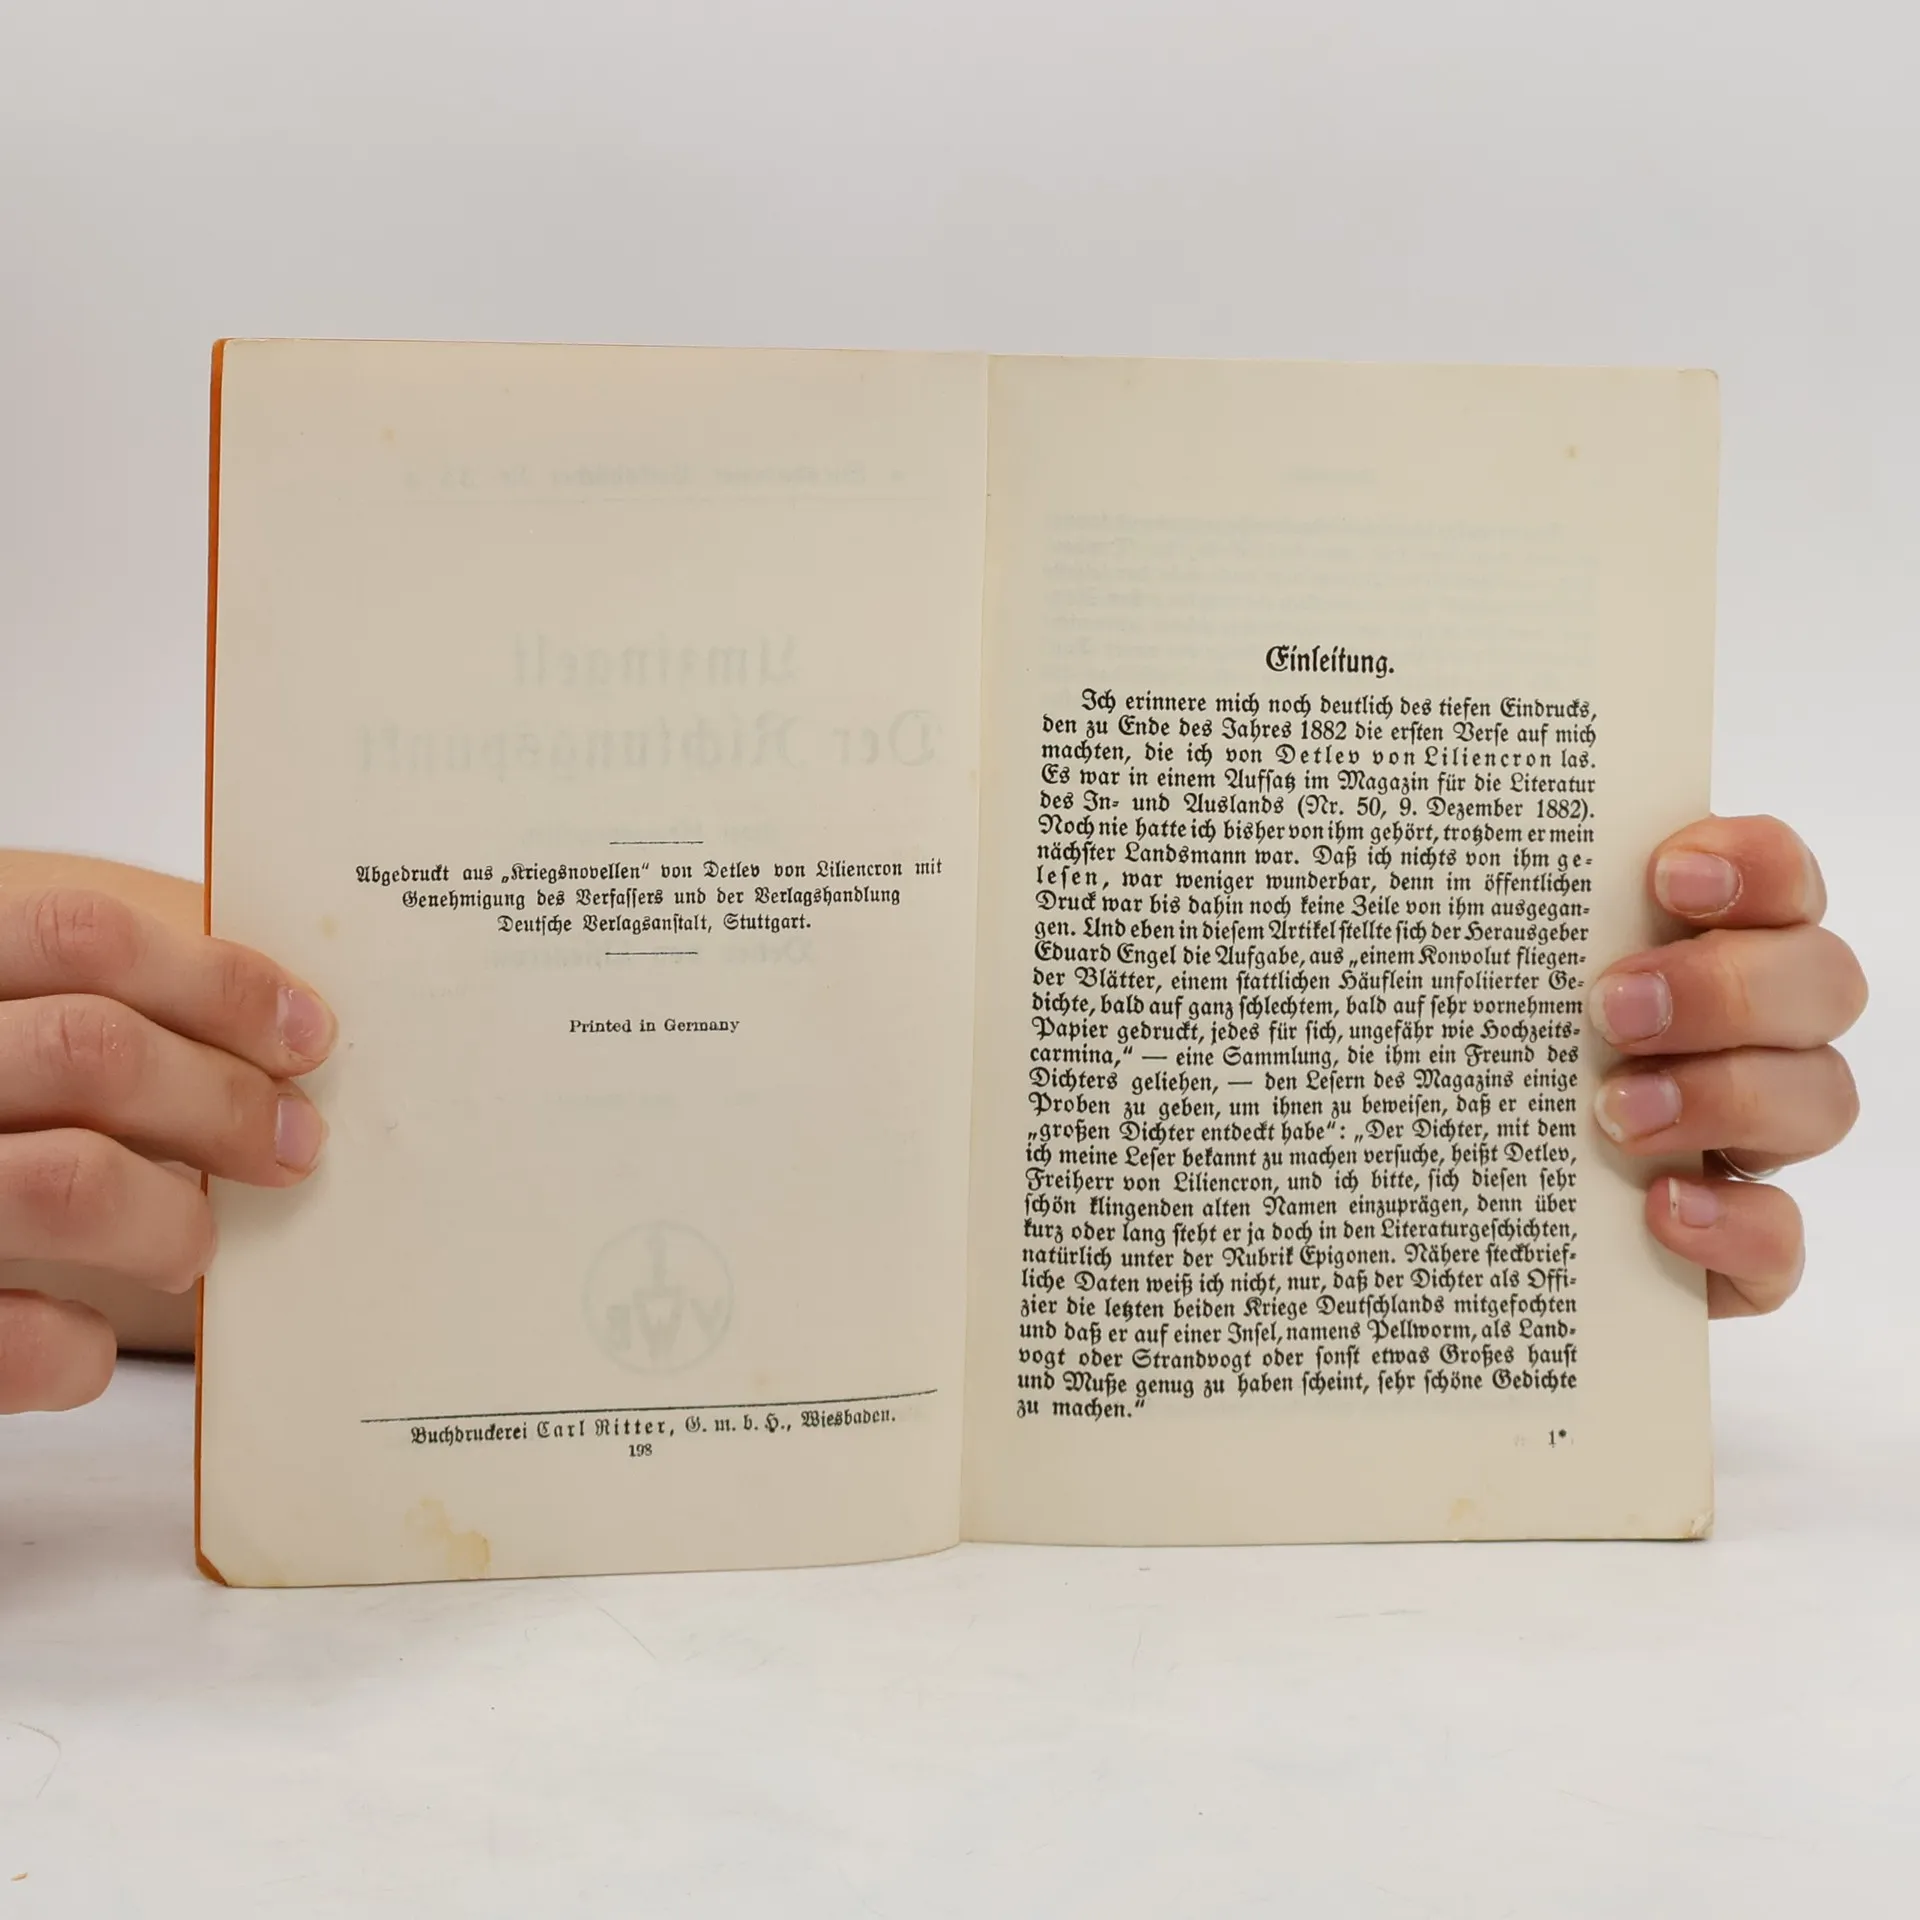 Abgedruckt aus „Kriegsnovellen“ von Detlev von Liliencron mit
Genehmigung des Verfassers und der Verlagshandlung
Deutsche Verlagsanstalt, Stuttgart.
Printed in Germany
Buchdruckerei Carl Ritter, G. m. b. H., Wiesbaden.
198
Einleitung.
Ich erinnere mich noch deutlich des tiefen Eindrucks,
den zu Ende des Jahres 1882 die ersten Verse auf mich
machten, die ich von Detlev von Liliencron las.
Es war in einem Aufsatz im Magazin für die Literatur
des In- und Auslands (Nr. 50, 9. Dezember 1882).
Noch nie hatte ich bisher von ihm gehört, trotzdem er mein
nächster Landsmann war. Daß ich nichts von ihm ge-
lesen, war weniger wunderbar, denn im öffentlichen
Druck war bis dahin noch keine Zeile von ihm ausgegan-
gen. Und eben in diesem Artikel stellte sich der Herausgeber
Eduard Engel die Aufgabe, aus „einem Konvolut fliegen-
der Blätter, einem stattlichen Häuflein unfoliierter Ge-
dichte, bald auf ganz schlechtem, bald auf sehr vornehmem
Papier gedruckt, jedes für sich, ungefähr wie Hochzeits-
carmina,“ — eine Sammlung, die ihm ein Freund des
Dichters geliehen, — den Lesern des Magazins einige
Proben zu geben, um ihnen zu beweisen, daß er einen
„großen Dichter entdeckt habe“: „Der Dichter, mit dem
ich meine Leser bekannt zu machen versuche, heißt Detlev,
Freiherr von Liliencron, und ich bitte, sich diesen sehr
schön klingenden alten Namen einzuprägen, denn über
kurz oder lang steht er ja doch in den Literaturgeschichten,
natürlich unter der Rubrik Epigonen. Nähere steckbrief-
liche Daten weiß ich nicht, nur, daß der Dichter als Offi-
zier die letzten beiden Kriege Deutschlands mitgefochten
und daß er auf einer Insel, namens Pellworm, als Land-
vogt oder Strandvogt oder sonst etwas Großes haust
und Muße genug zu haben scheint, sehr schöne Gedichte
zu machen.“
1*